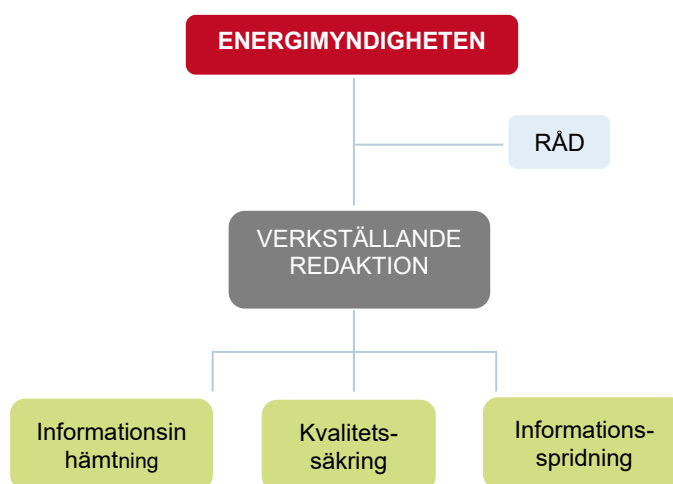 ENERGIMYNDIGHETEN
RÅD
VERKSTÄLLANDE
REDAKTION
Informationsin
hämtning
Kvalitets-
säkring
Informations-
spridning